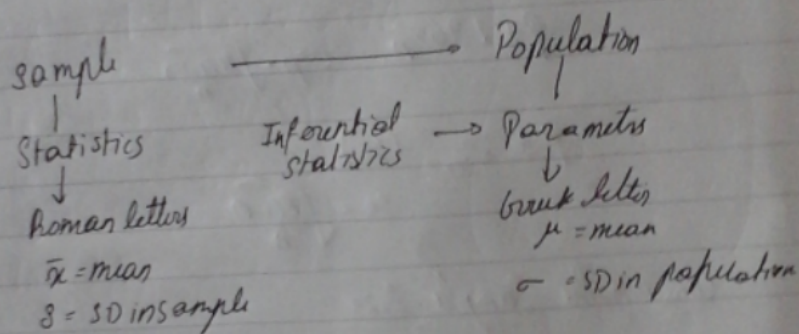 Sample → Population
Statistics
Inferential statistics → Parameters
Roman letters
Greek letter
x̄ = mean
μ = mean
s = SD in sample
σ = SD in population